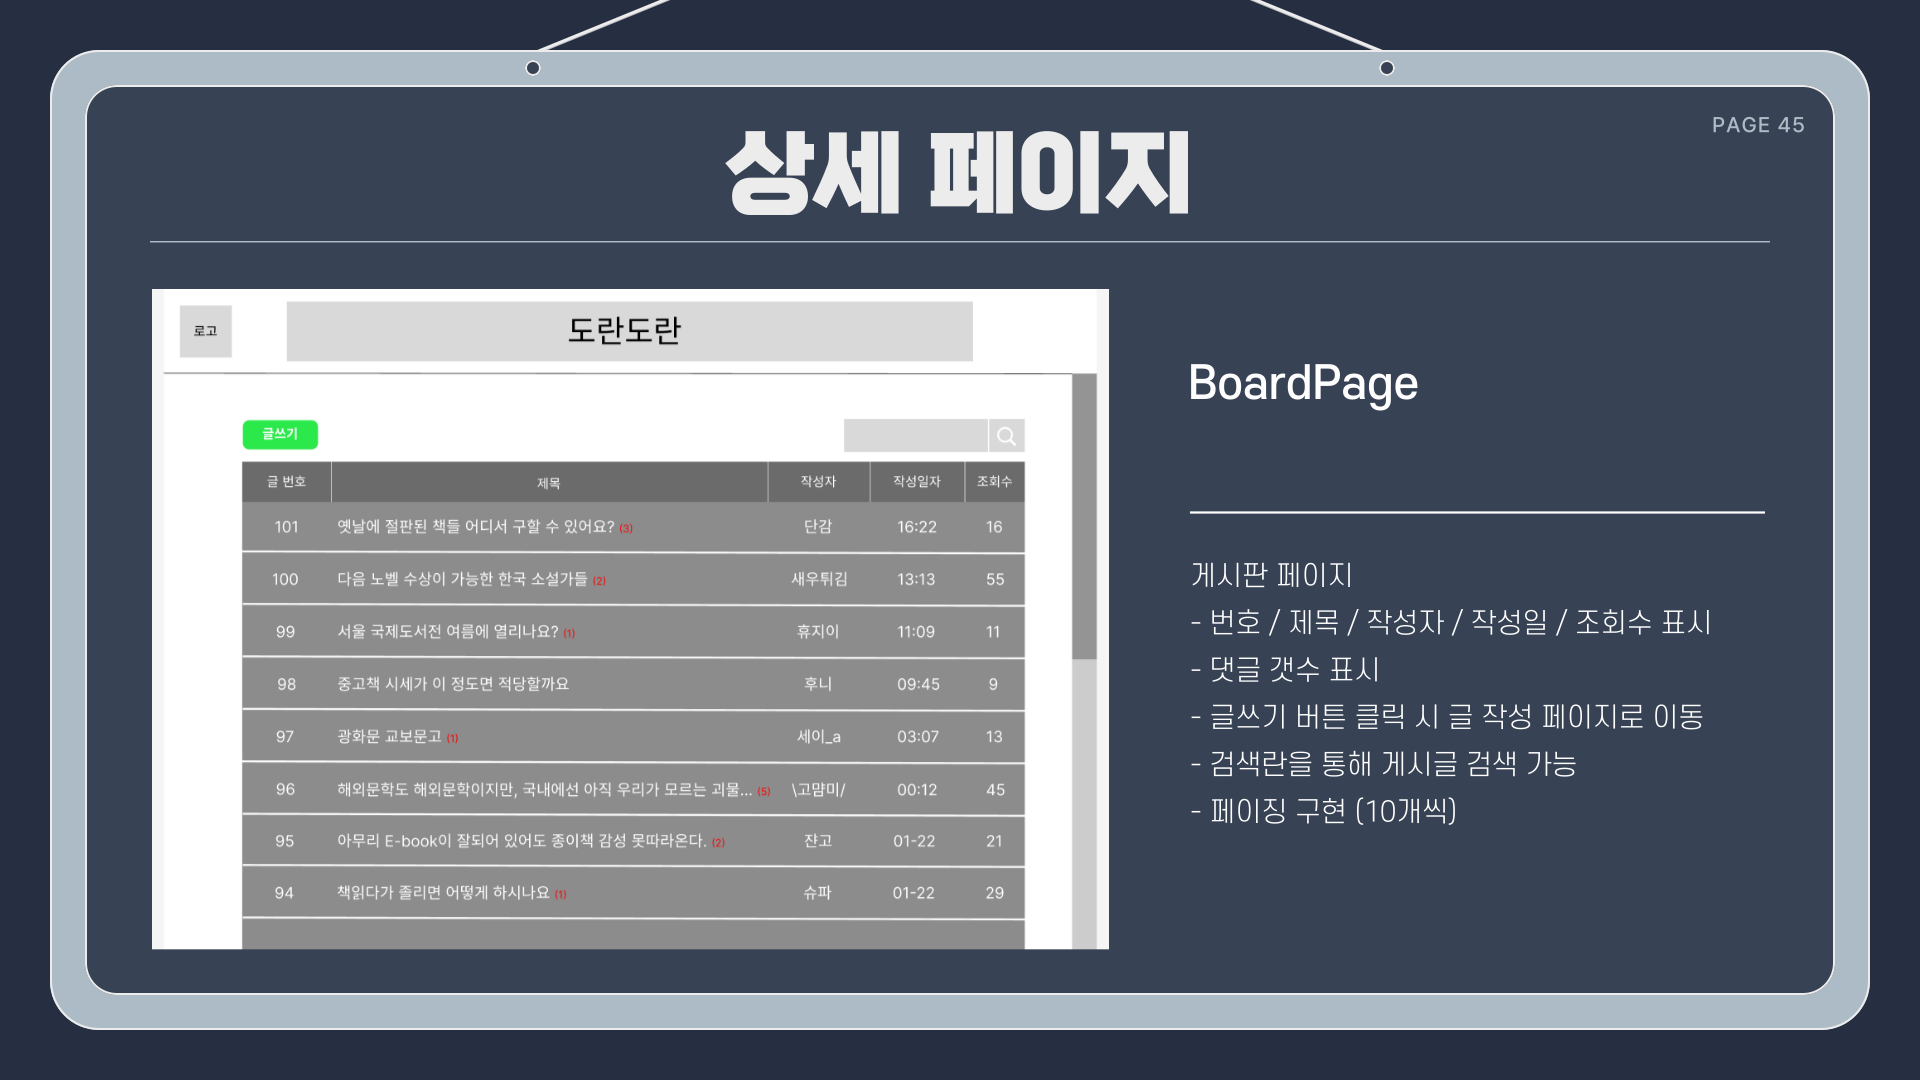 PAGE 45
상세 페이지
로고
도란도란
글쓰기
글 번호 제목 작성자 작성일자 조회수
101 옛날에 절판된 책들 어디서 구할 수 있어요? (3) 단감 16:22 16
100 다음 노벨 수상이 가능한 한국 소설가들 (2) 새우튀김 13:13 55
99 서울 국제도서전 여름에 열리나요? (1) 휴지이 11:09 11
98 중고책 시세가 이 정도면 적당할까요 후니 09:45 9
97 광화문 교보문고 (1) 세이_a 03:07 13
96 해외문학도 해외문학이지만, 국내에선 아직 우리가 모르는 괴물... (5) \고먐미/ 00:12 45
95 아무리 E-book이 잘되어 있어도 종이책 감성 못따라온다. (2) 쟌고 01-22 21
94 책읽다가 졸리면 어떻게 하시나요 (1) 슈파 01-22 29
BoardPage
게시판 페이지
- 번호 / 제목 / 작성자 / 작성일 / 조회수 표시
- 댓글 갯수 표시
- 글쓰기 버튼 클릭 시 글 작성 페이지로 이동
- 검색란을 통해 게시글 검색 가능
- 페이징 구현 (10개씩)